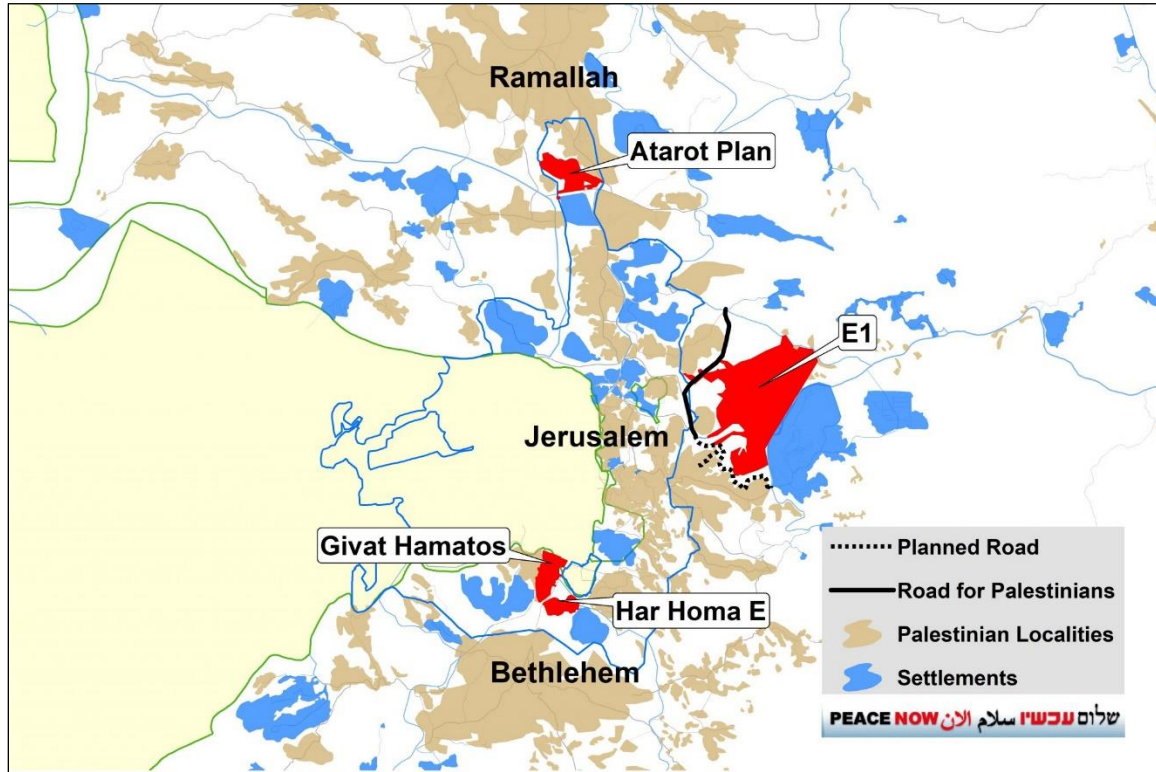 Ramallah
Atarot Plan
E1
Jerusalem
Givat Hamatos
Har Homa E
Bethlehem
Planned Road
Road for Palestinians
Palestinian Localities
Settlements
PEACE NOW سلام الان שלום עכשיו